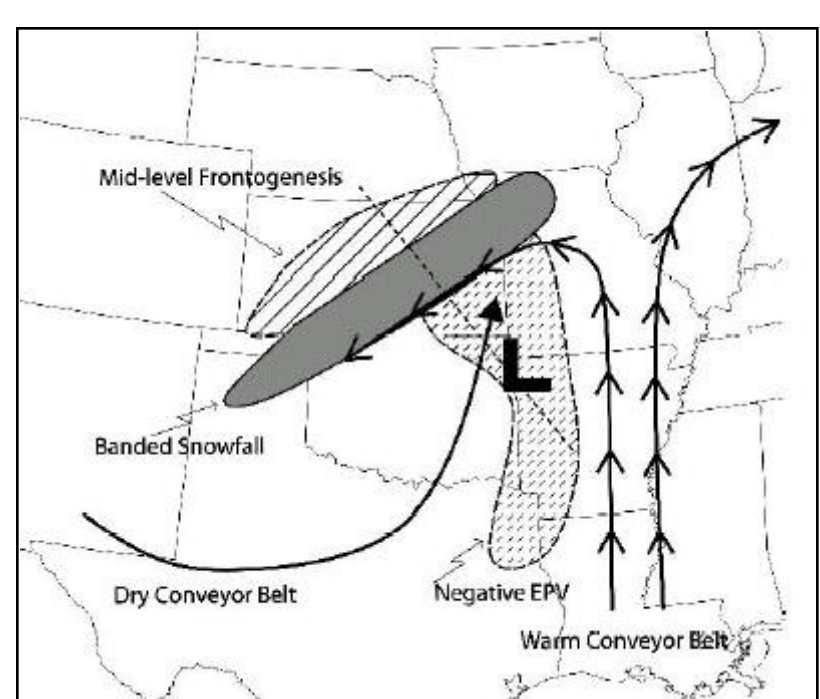 Mid-level Frontogenesis
L
Banded Snowfall
Dry Conveyor Belt
Negative EPV
Warm Conveyor Belt